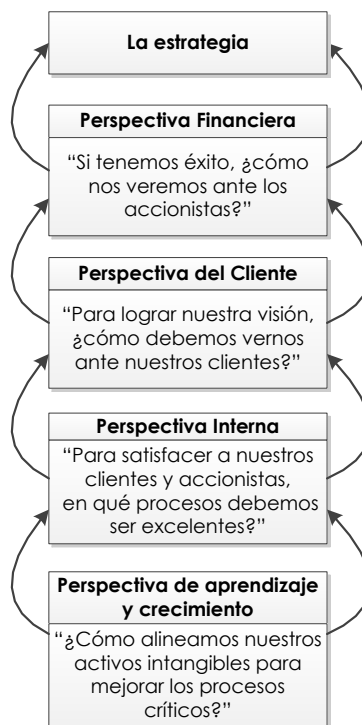 La estrategia
Perspectiva Financiera
“Si tenemos éxito, ¿cómo
nos veremos ante los
accionistas?”
Perspectiva del Cliente
“Para lograr nuestra visión,
¿cómo debemos vernos
ante nuestros clientes?”
Perspectiva Interna
“Para satisfacer a nuestros
clientes y accionistas,
en qué procesos debemos
ser excelentes?”
Perspectiva de aprendizaje
y crecimiento
“¿Cómo alineamos nuestros
activos intangibles para
mejorar los procesos
críticos?”